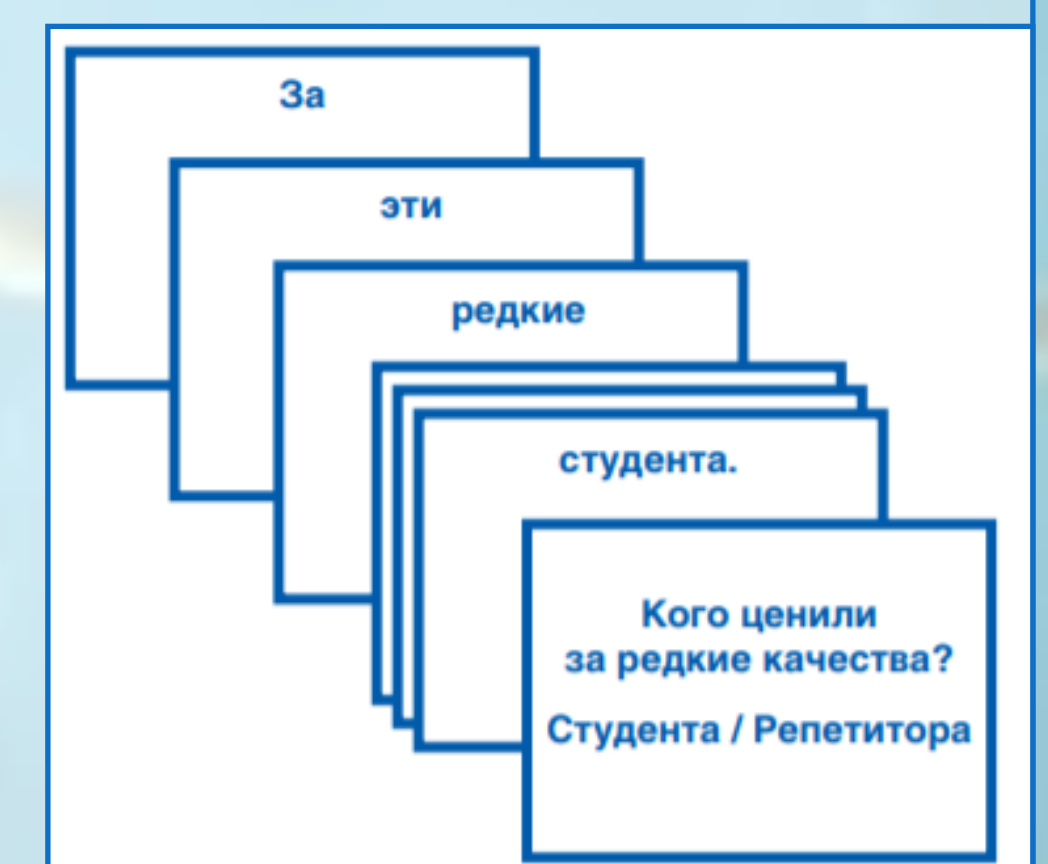 За
эти
редкие
студента.
Кого ценили
за редкие качества?
Студента / Репетитора